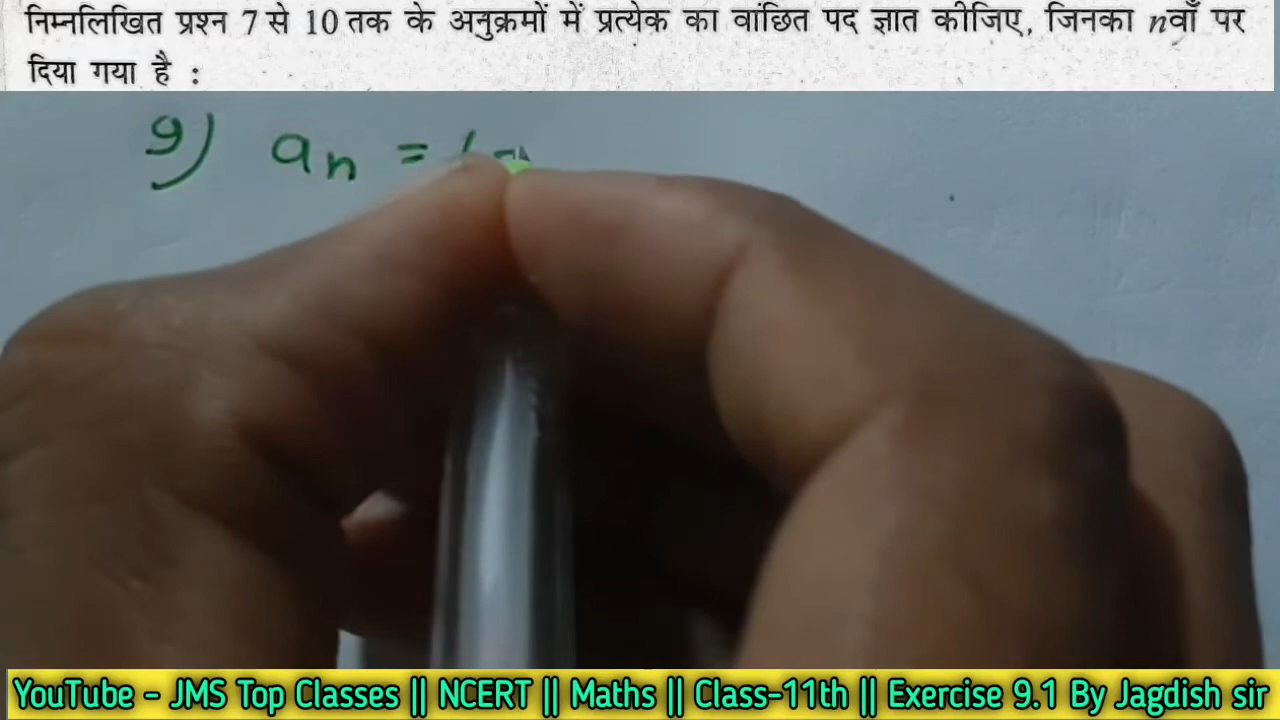 निम्नलिखित प्रश्न 7 से 10 तक के अनुक्रमों में प्रत्येक का वांछित पद ज्ञात कीजिए, जिनका nवाँ पर
दिया गया है :
9) an = (-
YouTube - JMS Top Classes || NCERT || Maths || Class-11th || Exercise 9.1 By Jagdish sir